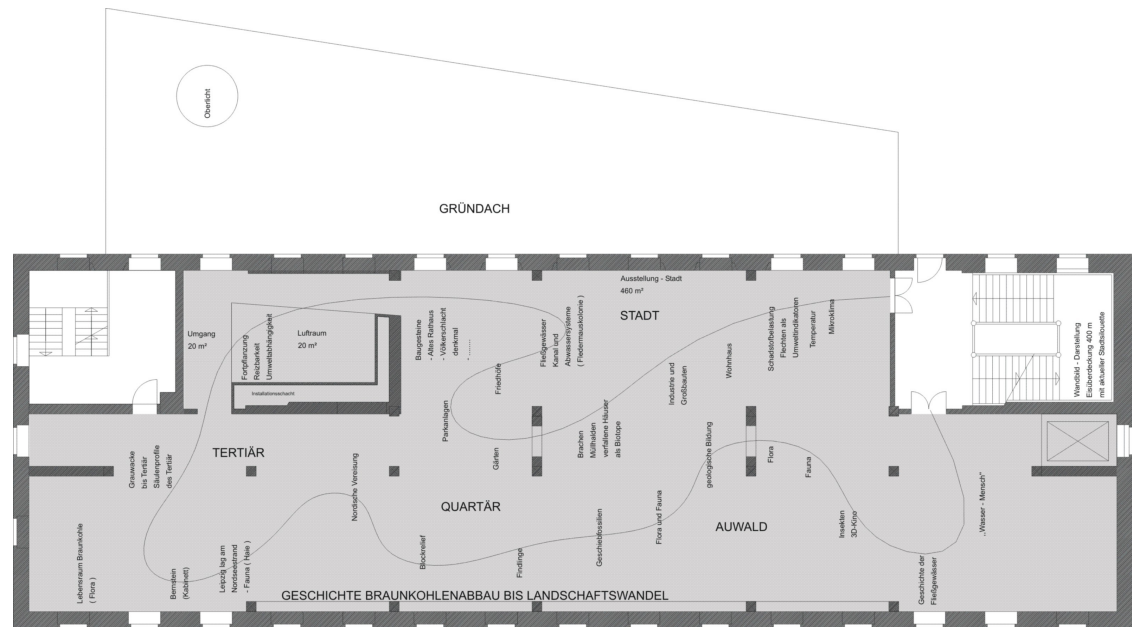 Oberlicht
GRÜNDACH
Ausstellung - Stadt
460 m²
STADT
Umgang
20 m²
Fortpflanzung
Reizbarkeit
Umweltabhängigkeit
Luftraum
20 m²
Installationsschacht
Baugesteine
- Altes Rathaus
- Völkerschlacht
denkmal
- ........
Friedhöfe
Fließgewässer
Kanal und
Abwassersysteme
( Fledermauskolonie )
Parkanlagen
Gärten
Brachen
Müllhalden
verfallene Häuser
als Biotope
Industrie und
Großbauten
Wohnhaus
Schadstofbelastung
Flechten als
Umweltindikatoren
Temperatur
Mikroklima
Wandbild - Darstellung
Eisüberdeckung 400 m
mit aktueller Stadtsilouette
TERTIÄR
Grauwacke
bis Tertiär
Säulenprofile
des Tertiär
Nordische Vereisung
QUARTÄR
geologische Bildung
Flora
Fauna
AUWALD
„Wasser - Mensch"
Lebensraum Braunkohle
( Flora )
Bernstein
(Kabinett)
Leipzig lag am
Nordseestrand
- Fauna ( Haie )
Blockrelief
Findlinge
Geschiebfossilien
Flora und Fauna
Insekten
3D-Kino
Geschichte der
Fließgewässer
GESCHICHTE BRAUNKOHLENABBAU BIS LANDSCHAFTSWANDEL